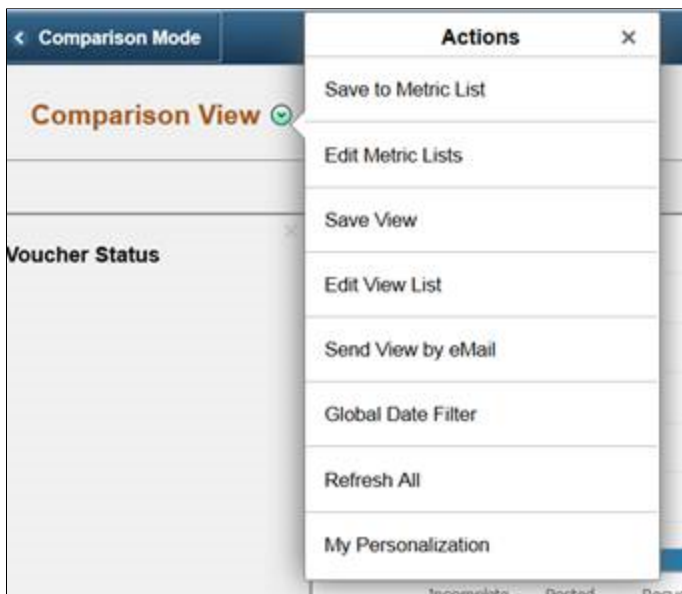 Comparison Mode
Actions
Comparison View
Save to Metric List
Edit Metric Lists
Save View
Voucher Status
Edit View List
Send View by eMail
Global Date Filter
Refresh All
My Personalization